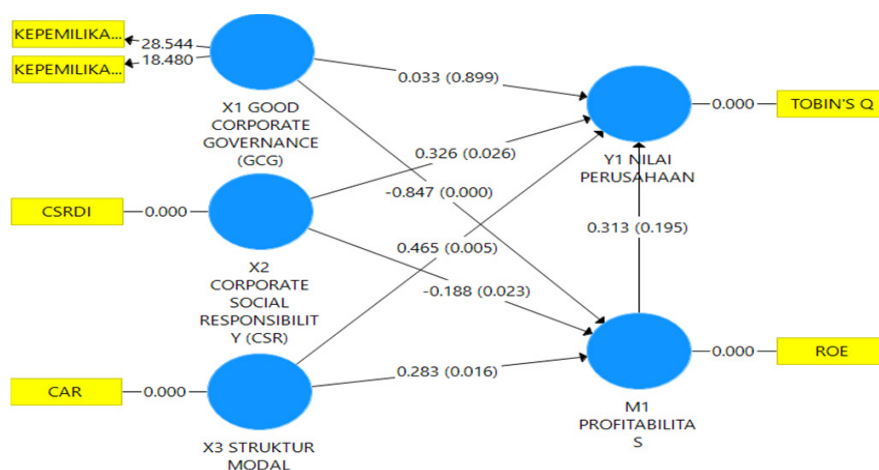 KEPEMILIKA...
28.544
KEPEMILIKA...
18.480
X1 GOOD
CORPORATE
GOVERNANCE
(GCG)
0.033 (0.899)
0.000
TOBIN'S Q
Y1 NILAI
PERUSAHAAN
0.326 (0.026)
-0.847 (0.000)
CSRDI
0.000
0.313 (0.195)
0.465 (0.005)
X2
CORPORATE
SOCIAL
RESPONSIBILIT
Y (CSR)
-0.188 (0.023)
0.000
ROE
0.283 (0.016)
CAR
0.000
M1
PROFITABILITA
S
X3 STRUKTUR
MODAL